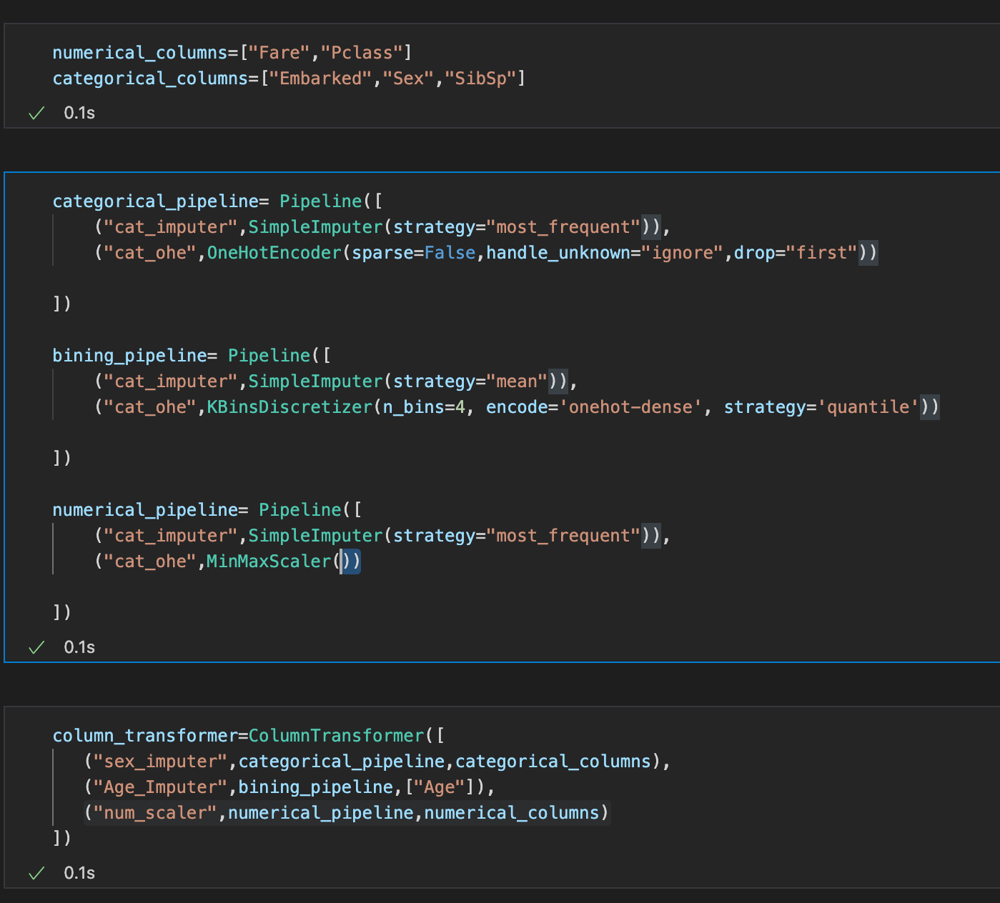 numerical_columns=["Fare","Pclass"]
categorical_columns=["Embarked","Sex","SibSp"]
0.1s
categorical_pipeline= Pipeline([
("cat_imputer",SimpleImputer(strategy="most_frequent")),
("cat_ohe",OneHotEncoder(sparse=False,handle_unknown="ignore",drop="first"))
])
bining_pipeline= Pipeline([
("cat_imputer",SimpleImputer(strategy="mean")),
("cat_ohe",KBinsDiscretizer(n_bins=4, encode='onehot-dense', strategy='quantile'))
])
numerical_pipeline= Pipeline([
("cat_imputer",SimpleImputer(strategy="most_frequent")),
("cat_ohe",MinMaxScaler())
])
0.1s
column_transformer=ColumnTransformer([
("sex_imputer",categorical_pipeline,categorical_columns),
("Age_Imputer",bining_pipeline,["Age"]),
("num_scaler",numerical_pipeline,numerical_columns)
])
0.1s